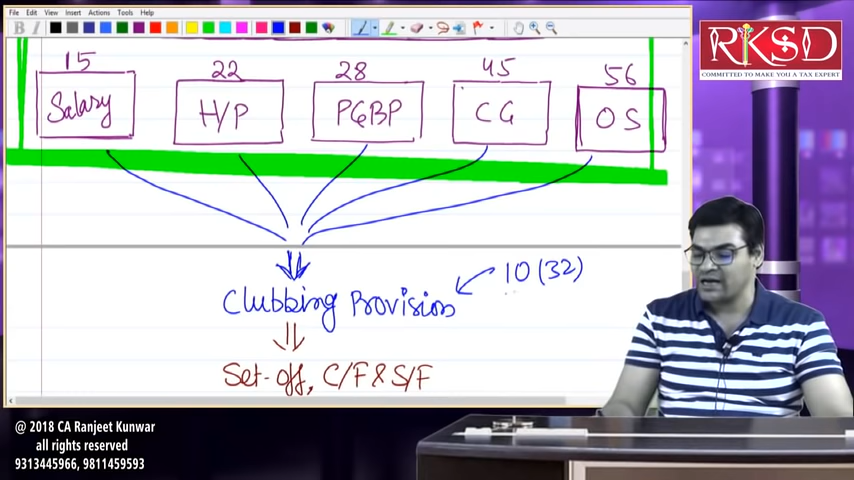 File Edit Insert Actions Tools Help
RKSD
COMMITTED TO MAKE YOU A TAX EXPERT
15 22 28 45 56
Salary H/P PGBP CG OS
10 (32)
Clubbing Provision
Set-off, C/F & S/F
@ 2018 CA Ranjeet Kunwar
all rights reserved
9313445966, 9811459593